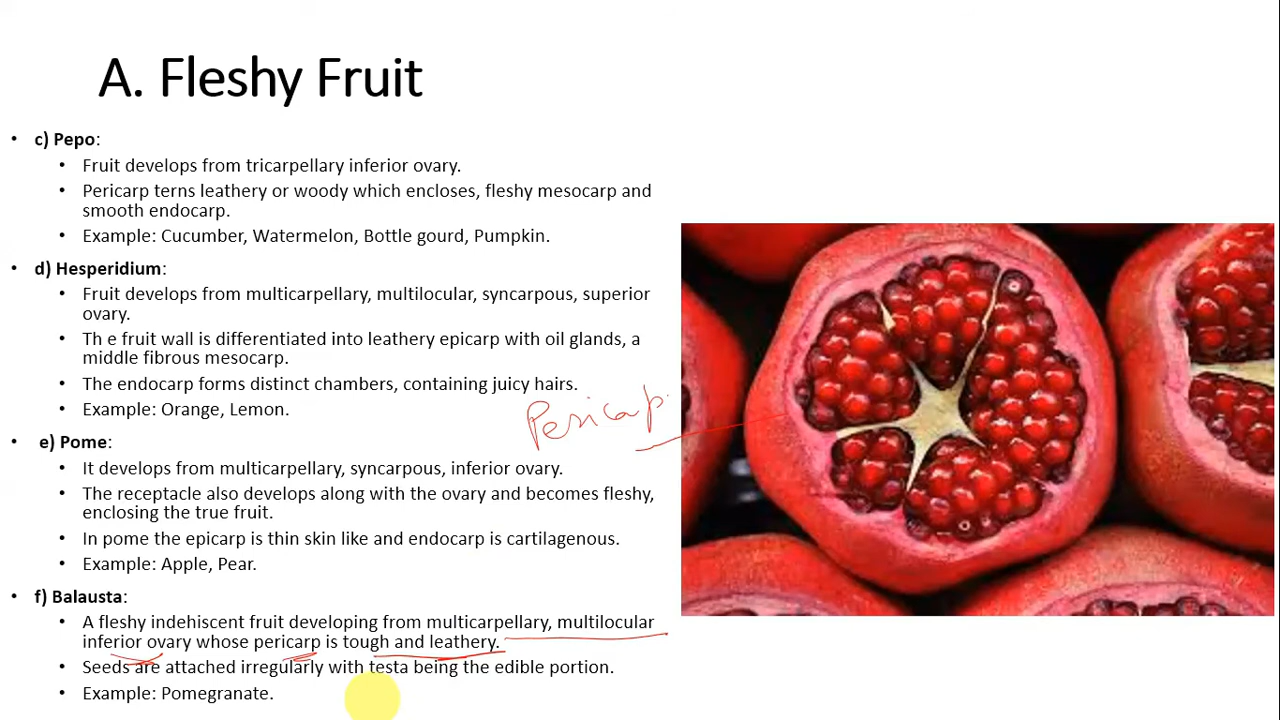 A. Fleshy Fruit
• c) Pepo:
• Fruit develops from tricarpellary inferior ovary.
• Pericarp terns leathery or woody which encloses, fleshy mesocarp and
smooth endocarp.
• Example: Cucumber, Watermelon, Bottle gourd, Pumpkin.
• d) Hesperidium:
• Fruit develops from multicarpellary, multilocular, syncarpous, superior
ovary.
• Th e fruit wall is differentiated into leathery epicarp with oil glands, a
middle fibrous mesocarp.
• The endocarp forms distinct chambers, containing juicy hairs.
• Example: Orange, Lemon.
Pericap
• e) Pome:
• It develops from multicarpellary, syncarpous, inferior ovary.
• The receptacle also develops along with the ovary and becomes fleshy,
enclosing the true fruit.
• In pome the epicarp is thin skin like and endocarp is cartilagenous.
• Example: Apple, Pear.
• f) Balausta:
• A fleshy indehiscent fruit developing from multicarpellary, multilocular
inferior ovary whose pericarp is tough and leathery.
• Seeds are attached irregularly with testa being the edible portion.
• Example: Pomegranate.